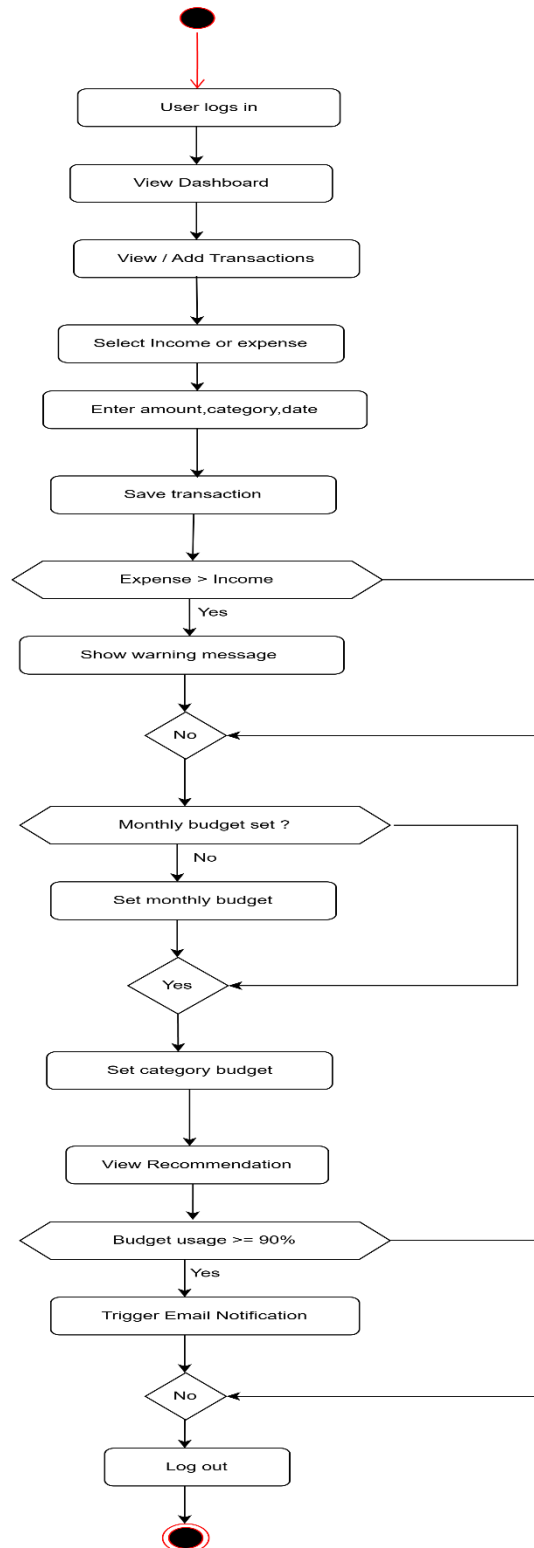 User logs in
View Dashboard
View / Add Transactions
Select Income or expense
Enter amount,category,date
Save transaction
Expense > Income
Yes
Show warning message
No
Monthly budget set ?
No
Set monthly budget
Yes
Set category budget
View Recommendation
Budget usage >= 90%
Yes
Trigger Email Notification
No
Log out